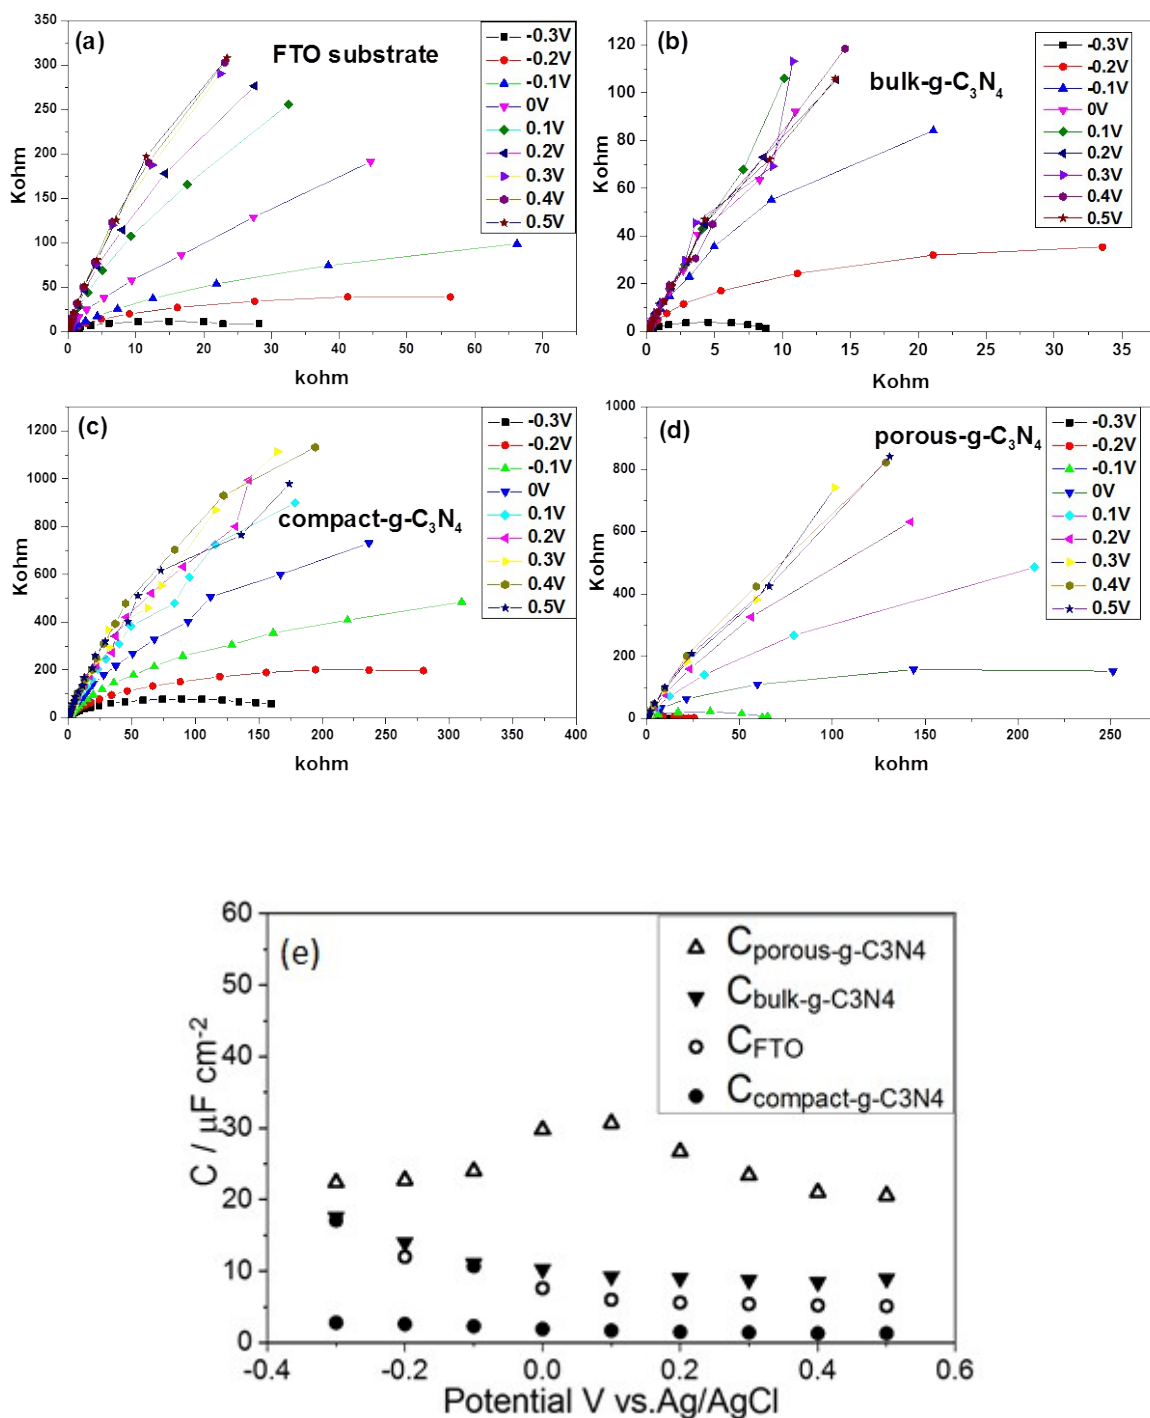 (a)
FTO substrate
-0.3V
-0.2V
-0.1V
0V
0.1V
0.2V
0.3V
0.4V
0.5V
350
300
250
200
150
100
50
0
Kohm
0 10 20 30 40 50 60 70
kohm
(b)
bulk-g-C₃N₄
-0.3V
-0.2V
-0.1V
0V
0.1V
0.2V
0.3V
0.4V
0.5V
120
100
80
60
40
20
0
Kohm
0 5 10 15 20 25 30 35
Kohm
(c)
compact-g-C₃N₄
-0.3V
-0.2V
-0.1V
0V
0.1V
0.2V
0.3V
0.4V
0.5V
1200
1000
800
600
400
200
0
Kohm
0 50 100 150 200 250 300 350 400
kohm
(d)
porous-g-C₃N₄
-0.3V
-0.2V
-0.1V
0V
0.1V
0.2V
0.3V
0.4V
0.5V
1000
800
600
400
200
0
Kohm
0 50 100 150 200 250
kohm
(e)
C porous-g-C3N4
C bulk-g-C3N4
C FTO
C compact-g-C3N4
60
50
40
30
20
10
0
C / µF cm⁻²
-0.4 -0.2 0.0 0.2 0.4 0.6
Potential V vs.Ag/AgCl